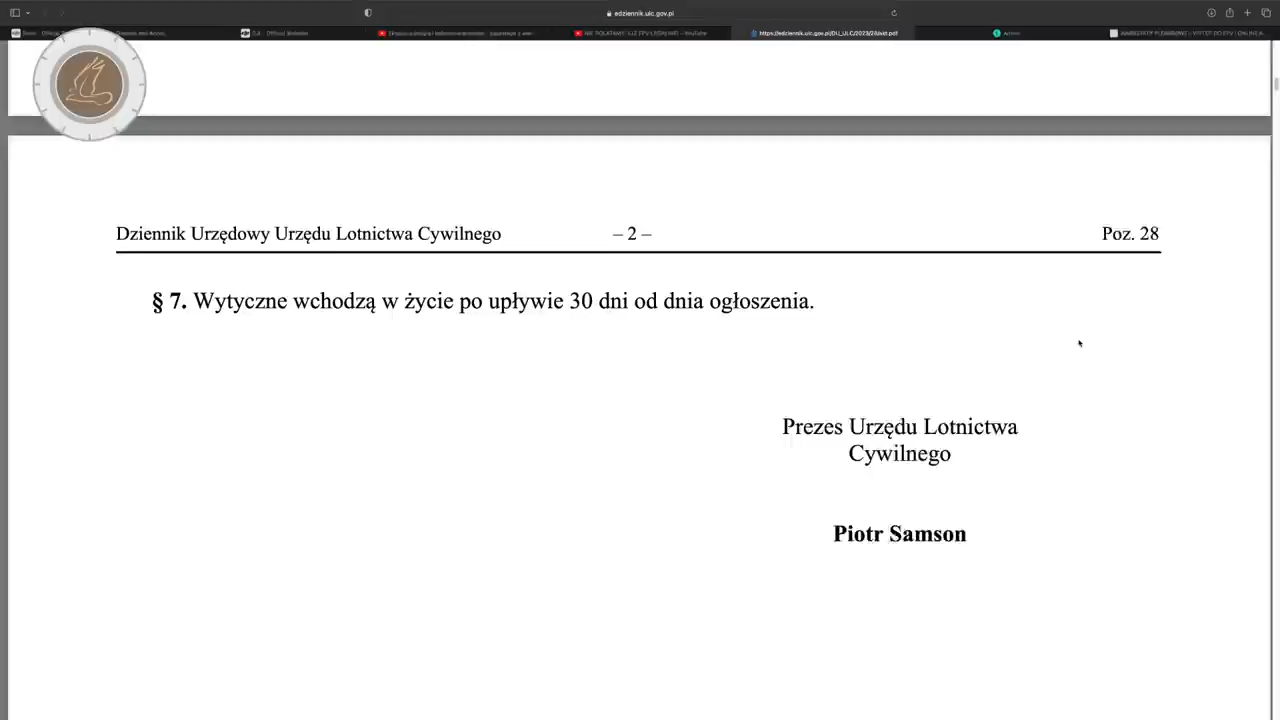 edziennik.ulc.gov.pl
Dziennik Urzędowy Urzędu Lotnictwa Cywilnego – 2 – Poz. 28
§ 7. Wytyczne wchodzą w życie po upływie 30 dni od dnia ogłoszenia.
Prezes Urzędu Lotnictwa
Cywilnego
Piotr Samson